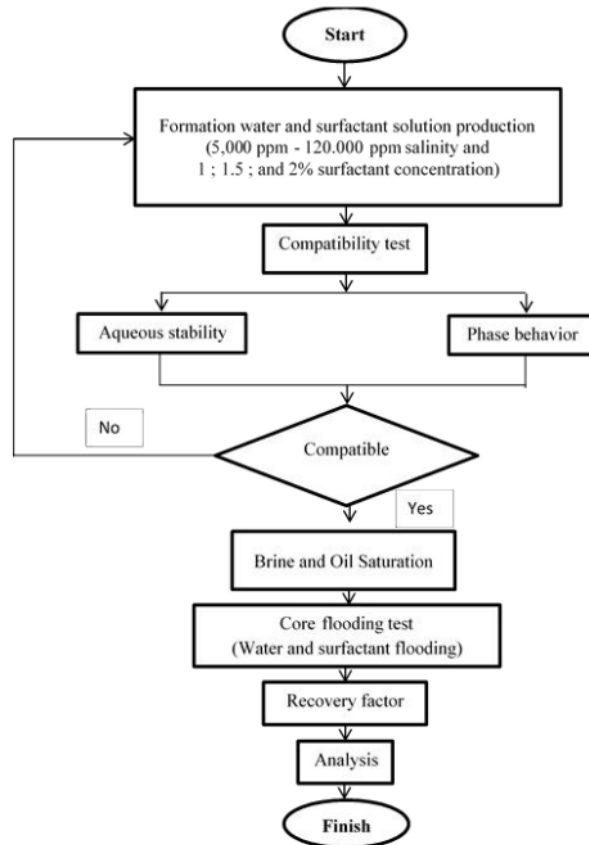 Start
Formation water and surfactant solution production
(5,000 ppm - 120.000 ppm salinity and
1 ; 1.5 ; and 2% surfactant concentration)
Compatibility test
Aqueous stability
Phase behavior
No
Compatible
Yes
Brine and Oil Saturation
Core flooding test
(Water and surfactant flooding)
Recovery factor
Analysis
Finish